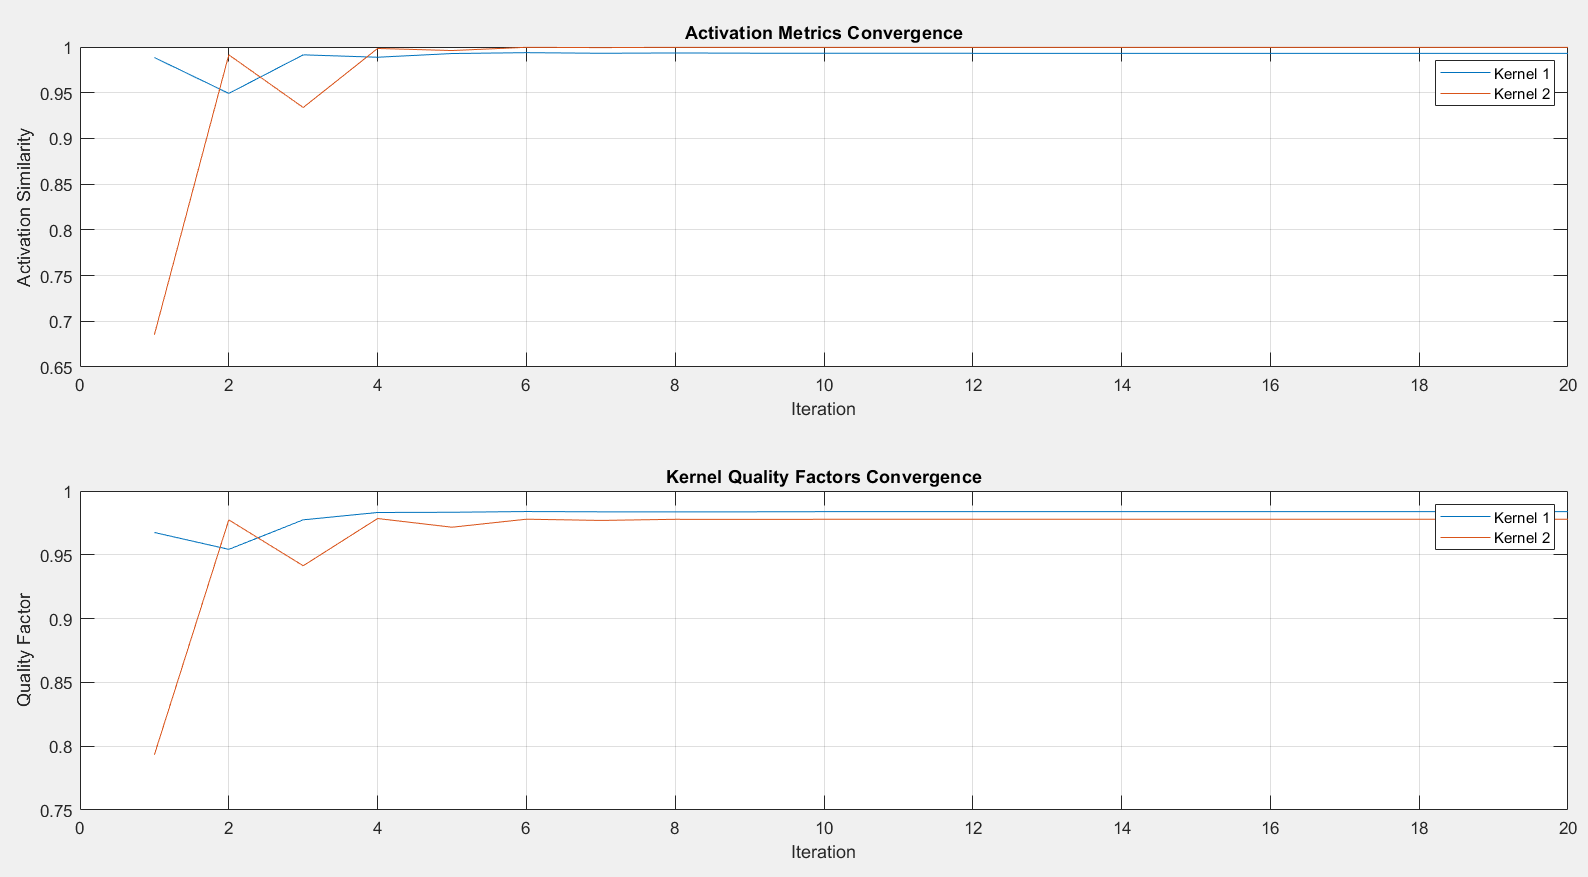 Activation Metrics Convergence
1
0.95
0.9
0.85
0.8
0.75
0.7
0.65
Activation Similarity
Kernel 1
Kernel 2
0 2 4 6 8 10 12 14 16 18 20
Iteration
Kernel Quality Factors Convergence
1
0.95
0.9
0.85
0.8
0.75
Quality Factor
Kernel 1
Kernel 2
0 2 4 6 8 10 12 14 16 18 20
Iteration